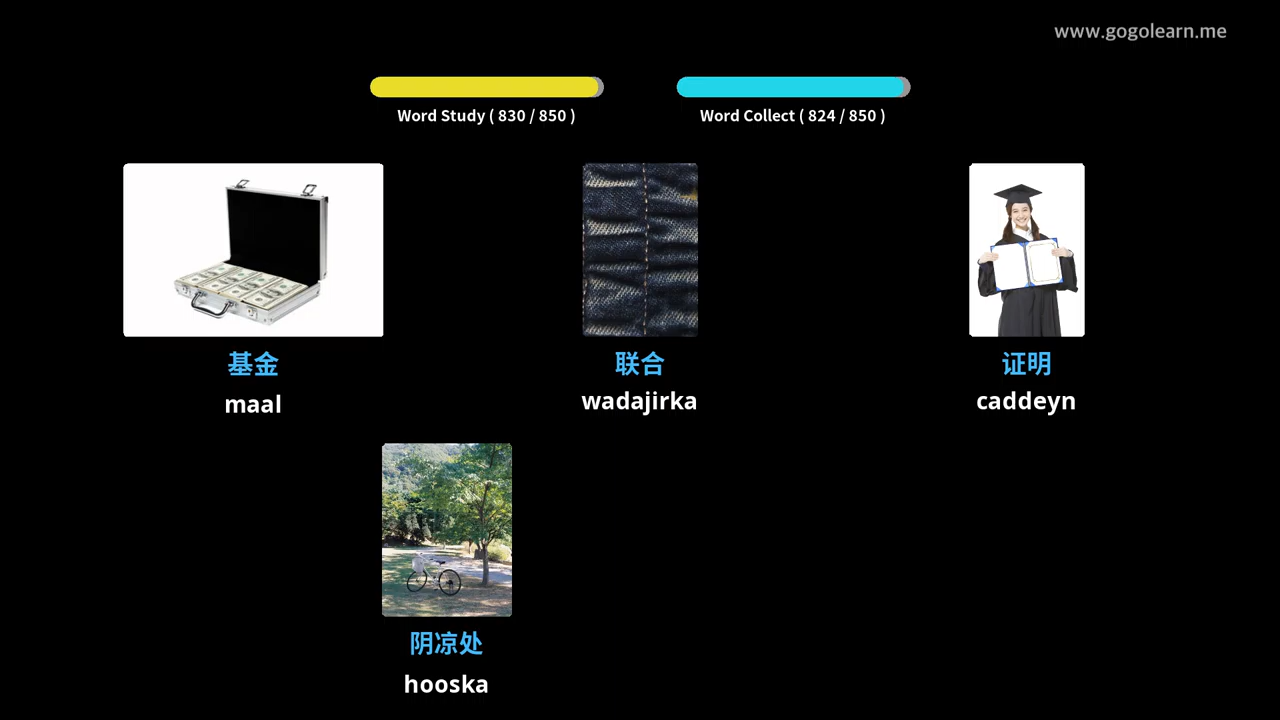 www.gogolearn.me
Word Study ( 830 / 850 )
Word Collect ( 824 / 850 )
基金
maal
联合
wadajirka
证明
caddeyn
阴凉处
hooska